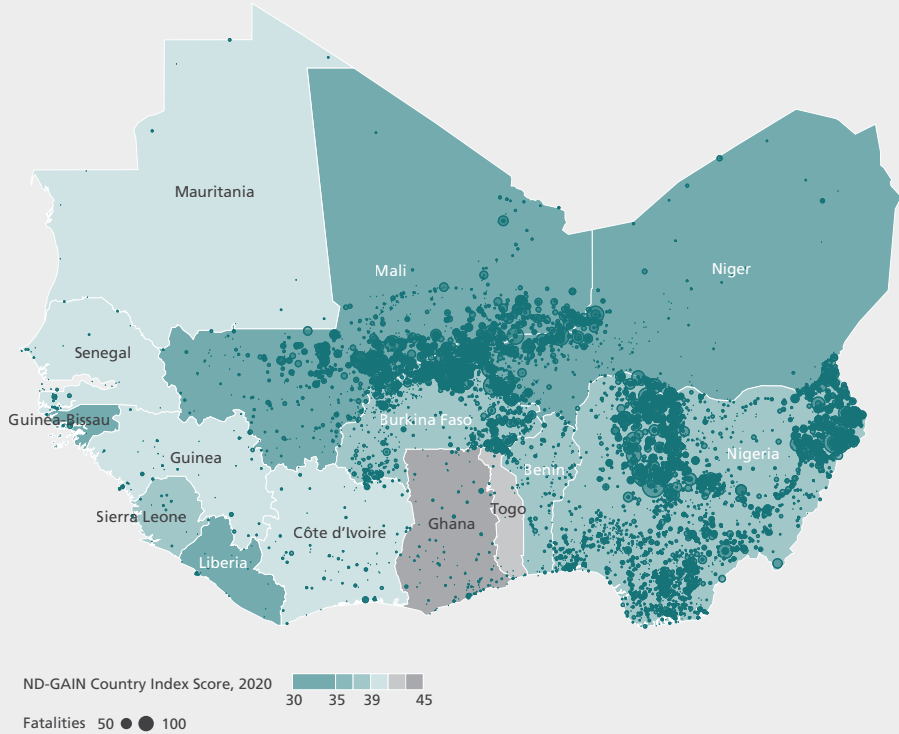 Mauritania
Mali
Niger
Senegal
Guinea-Bissau
Burkina Faso
Guinea
Nigeria
Benin
Togo
Sierra Leone
Ghana
Côte d’Ivoire
Liberia
ND-GAIN Country Index Score, 2020
30 35 39 45
Fatalities 50 100